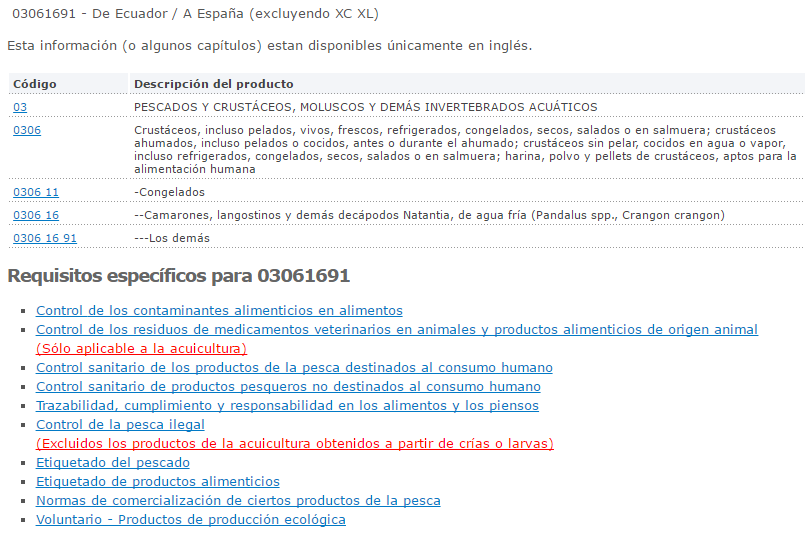 03061691 - De Ecuador / A España (excluyendo XC XL)
Esta información (o algunos capítulos) estan disponibles únicamente en inglés.
Código Descripción del producto
03 PESCADOS Y CRUSTÁCEOS, MOLUSCOS Y DEMÁS INVERTEBRADOS ACUÁTICOS
0306 Crustáceos, incluso pelados, vivos, frescos, refrigerados, congelados, secos, salados o en salmuera; crustáceos
ahumados, incluso pelados o cocidos, antes o durante el ahumado; crustáceos sin pelar, cocidos en agua o vapor,
incluso refrigerados, congelados, secos, salados o en salmuera; harina, polvo y pellets de crustáceos, aptos para la
alimentación humana
0306 11 -Congelados
0306 16 --Camarones, langostinos y demás decápodos Natantia, de agua fría (Pandalus spp., Crangon crangon)
0306 16 91 ---Los demás
Requisitos específicos para 03061691
Control de los contaminantes alimenticios en alimentos
Control de los residuos de medicamentos veterinarios en animales y productos alimenticios de origen animal
(Sólo aplicable a la acuicultura)
Control sanitario de los productos de la pesca destinados al consumo humano
Control sanitario de productos pesqueros no destinados al consumo humano
Trazabilidad, cumplimiento y responsabilidad en los alimentos y los piensos
Control de la pesca ilegal
(Excluidos los productos de la acuicultura obtenidos a partir de crías o larvas)
Etiquetado del pescado
Etiquetado de productos alimenticios
Normas de comercialización de ciertos productos de la pesca
Voluntario - Productos de producción ecológica